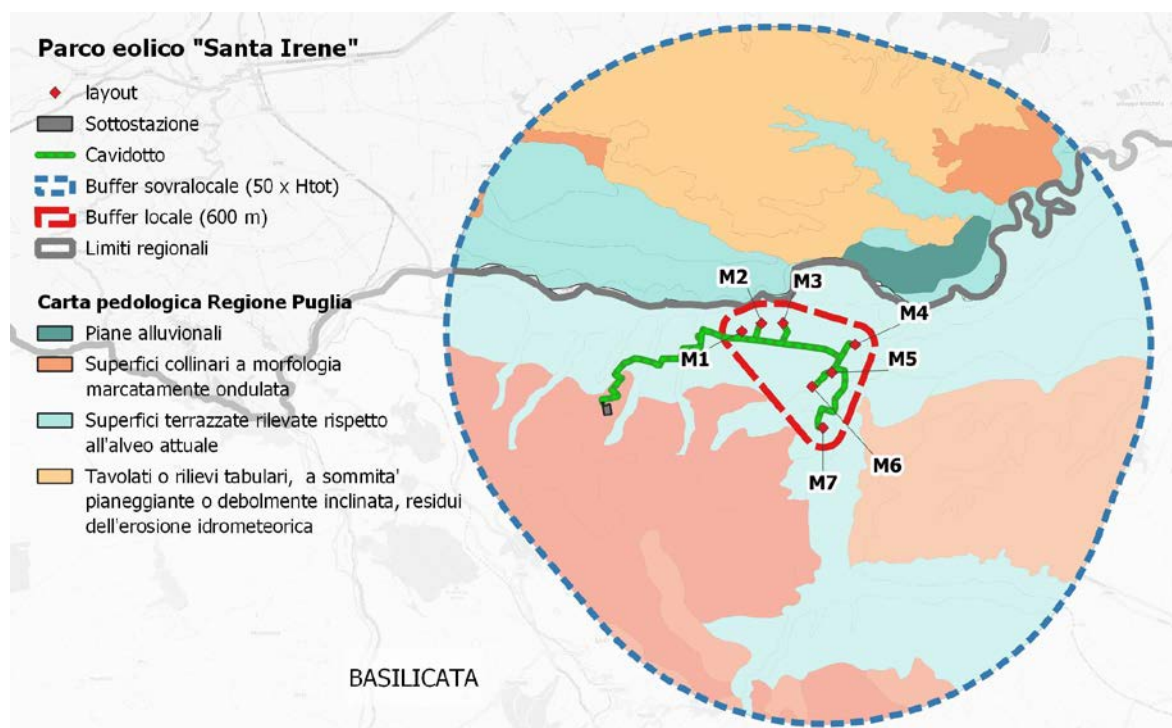 Parco eolico "Santa Irene"
layout
Sottostazione
Cavidotto
Buffer sovralocale (50 x Htot)
Buffer locale (600 m)
Limiti regionali
Carta pedologica Regione Puglia
Piane alluvionali
Superfici collinari a morfologia
marcatamente ondulata
Superfici terrazzate rilevate rispetto
all'alveo attuale
Tavolati o rilievi tabulari, a sommita'
pianeggiante o debolmente inclinata, residui
dell'erosione idrometeorica
M2
M3
M4
M1
M5
M6
M7
BASILICATA